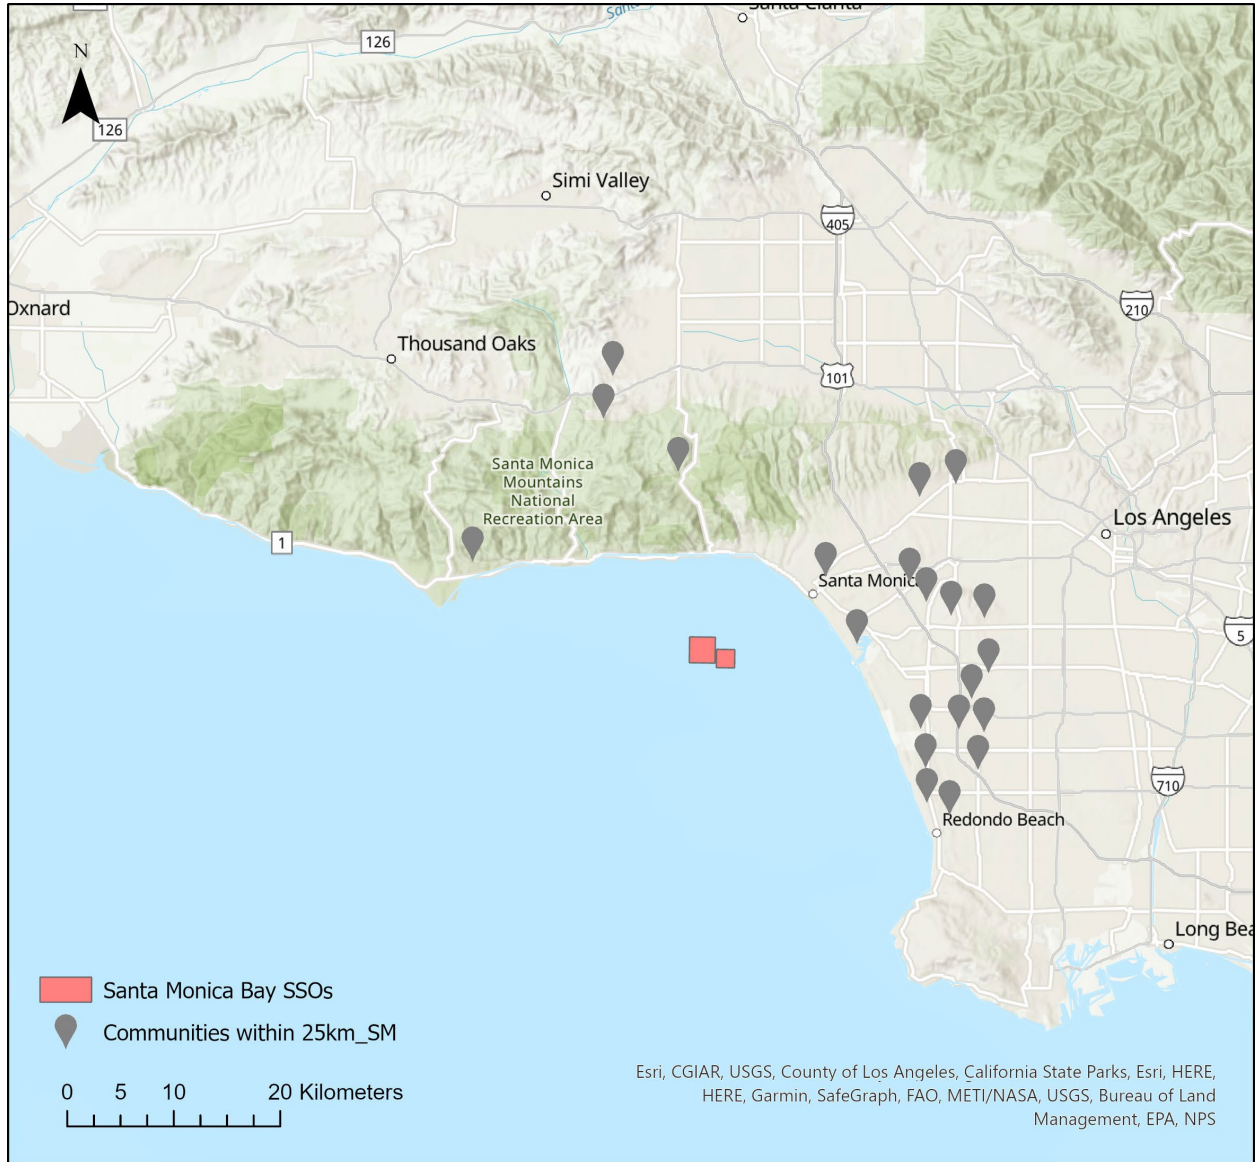 Santa Clarita
126
N
126
Simi Valley
405
Oxnard
210
Thousand Oaks
101
Santa Monica
Mountains
National
Recreation Area
Los Angeles
1
Santa Monica
5
710
Redondo Beach
Long Bea
Santa Monica Bay SSOs
Communities within 25km_SM
0 5 10 20 Kilometers
Esri, CGIAR, USGS, County of Los Angeles, California State Parks, Esri, HERE,
HERE, Garmin, SafeGraph, FAO, METI/NASA, USGS, Bureau of Land
Management, EPA, NPS